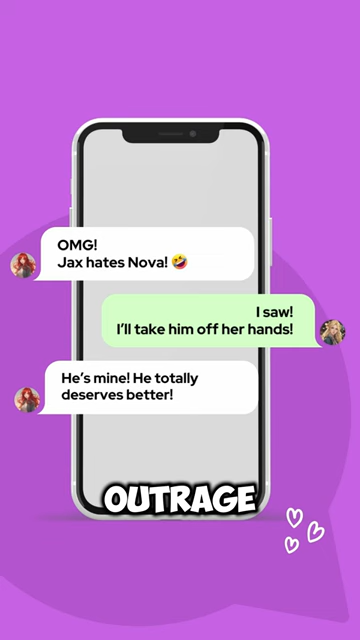 OMG!
Jax hates Nova! 🤣
I saw!
I'll take him off her hands!
He's mine! He totally
deserves better!
OUTRAGE